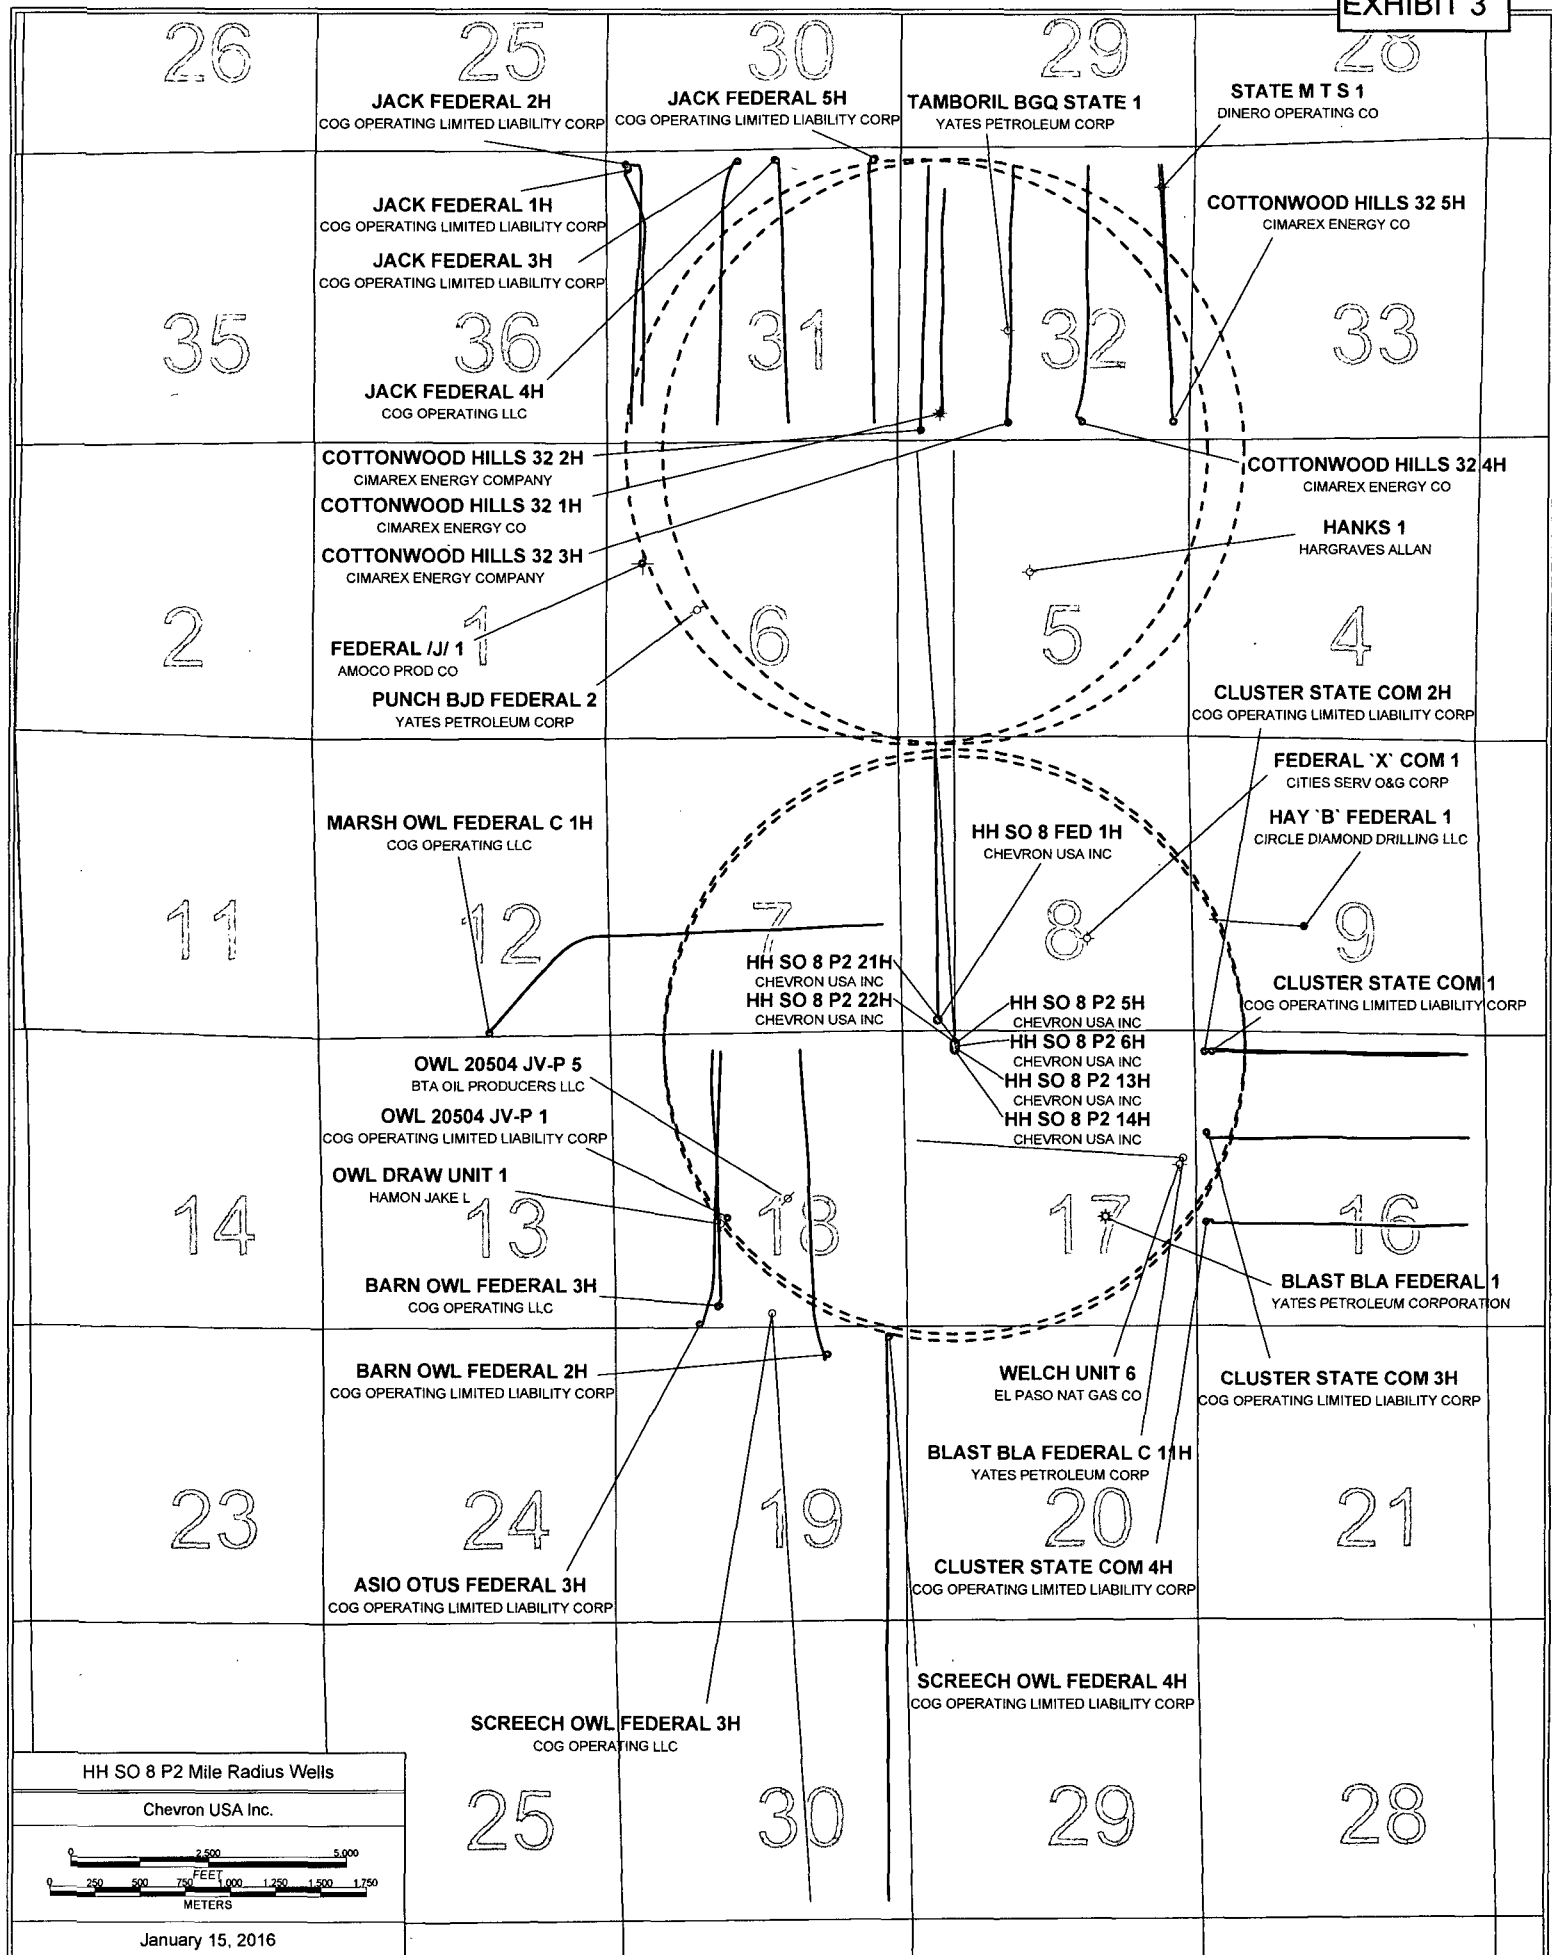 EXHIBIT 3
26
25
30
29
28
JACK FEDERAL 2H
COG OPERATING LIMITED LIABILITY CORP
JACK FEDERAL 5H
COG OPERATING LIMITED LIABILITY CORP
TAMBORIL BGQ STATE 1
YATES PETROLEUM CORP
STATE M T S 1
DINERO OPERATING CO
JACK FEDERAL 1H
COG OPERATING LIMITED LIABILITY CORP
COTTONWOOD HILLS 32 5H
CIMAREX ENERGY CO
JACK FEDERAL 3H
COG OPERATING LIMITED LIABILITY CORP
35
36
31
32
33
JACK FEDERAL 4H
COG OPERATING LLC
COTTONWOOD HILLS 32 2H
CIMAREX ENERGY COMPANY
COTTONWOOD HILLS 32 4H
CIMAREX ENERGY CO
COTTONWOOD HILLS 32 1H
CIMAREX ENERGY CO
HANKS 1
HARGRAVES ALLAN
COTTONWOOD HILLS 32 3H
CIMAREX ENERGY COMPANY
2
1
6
5
4
FEDERAL /J/ 1
AMOCO PROD CO
PUNCH BJD FEDERAL 2
YATES PETROLEUM CORP
CLUSTER STATE COM 2H
COG OPERATING LIMITED LIABILITY CORP
FEDERAL `X` COM 1
CITIES SERV O&G CORP
MARSH OWL FEDERAL C 1H
COG OPERATING LLC
HH SO 8 FED 1H
CHEVRON USA INC
HAY `B` FEDERAL 1
CIRCLE DIAMOND DRILLING LLC
11
12
7
8
9
HH SO 8 P2 21H
CHEVRON USA INC
HH SO 8 P2 22H
CHEVRON USA INC
CLUSTER STATE COM 1
COG OPERATING LIMITED LIABILITY CORP
HH SO 8 P2 5H
CHEVRON USA INC
HH SO 8 P2 6H
CHEVRON USA INC
HH SO 8 P2 13H
CHEVRON USA INC
HH SO 8 P2 14H
CHEVRON USA INC
OWL 20504 JV-P 5
BTA OIL PRODUCERS LLC
OWL 20504 JV-P 1
COG OPERATING LIMITED LIABILITY CORP
OWL DRAW UNIT 1
HAMON JAKE L
14
13
18
17
16
BARN OWL FEDERAL 3H
COG OPERATING LLC
BLAST BLA FEDERAL 1
YATES PETROLEUM CORPORATION
BARN OWL FEDERAL 2H
COG OPERATING LIMITED LIABILITY CORP
WELCH UNIT 6
EL PASO NAT GAS CO
CLUSTER STATE COM 3H
COG OPERATING LIMITED LIABILITY CORP
BLAST BLA FEDERAL C 11H
YATES PETROLEUM CORP
23
24
19
20
21
ASIO OTUS FEDERAL 3H
COG OPERATING LIMITED LIABILITY CORP
CLUSTER STATE COM 4H
COG OPERATING LIMITED LIABILITY CORP
SCREECH OWL FEDERAL 4H
COG OPERATING LIMITED LIABILITY CORP
SCREECH OWL FEDERAL 3H
COG OPERATING LLC
25
30
29
28
HH SO 8 P2 Mile Radius Wells
Chevron USA Inc.
0 2,500 5,000
FEET
0 250 500 750 1,000 1,250 1,500 1,750
METERS
January 15, 2016